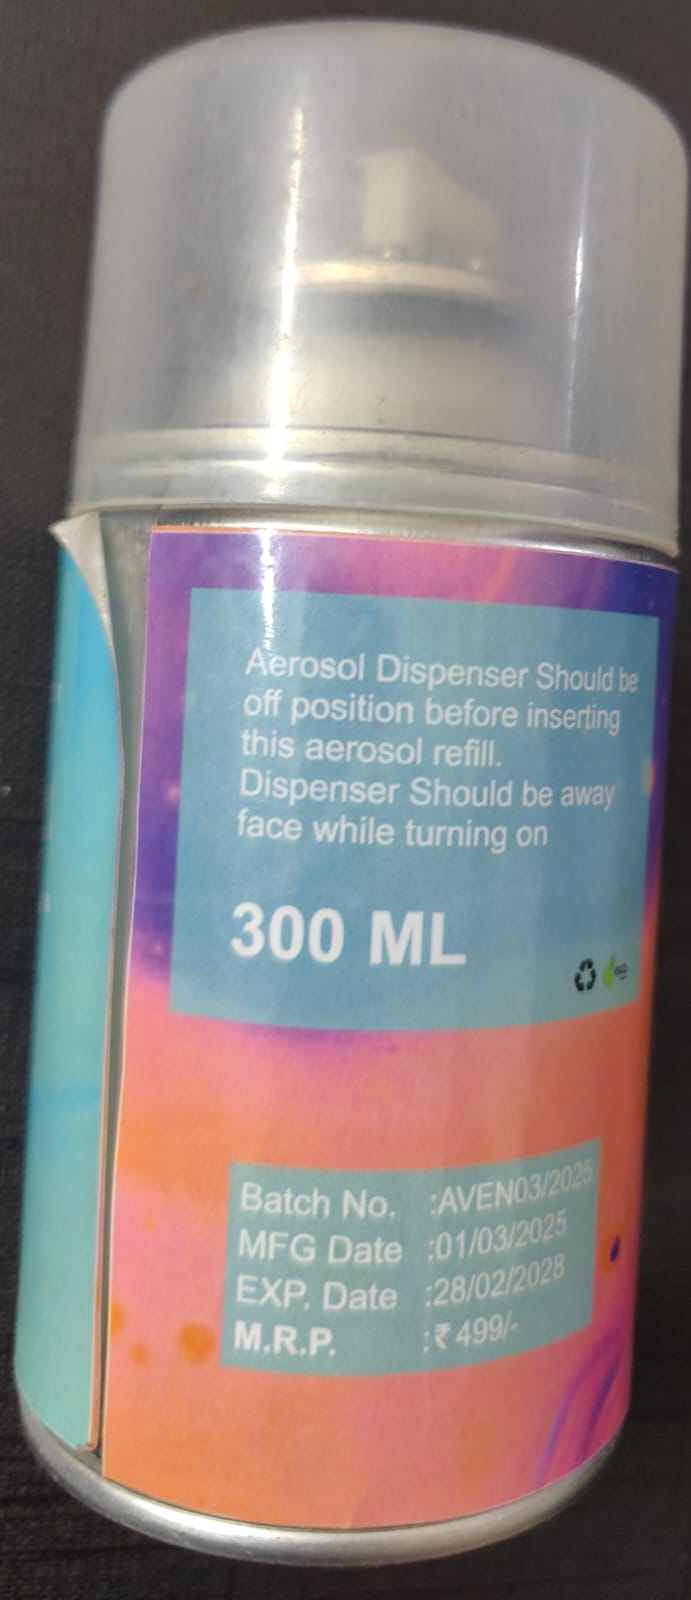 Aerosol Dispenser Should be
off position before inserting
this aerosol refill.
Dispenser Should be away
face while turning on
300 ML
Batch No. :AVEN03/2025
MFG Date :01/03/2025
EXP. Date :28/02/2028
M.R.P. :₹ 499/-